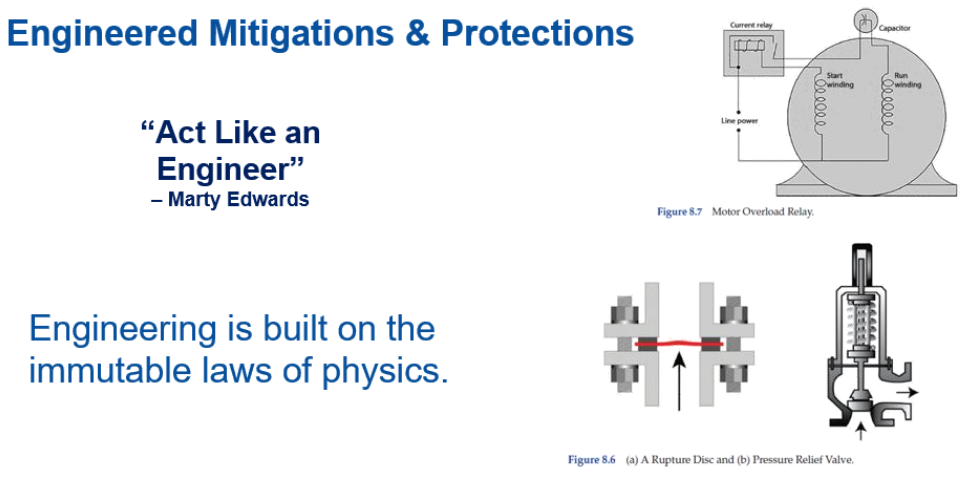 Engineered Mitigations & Protections
“Act Like an
Engineer”
– Marty Edwards
Engineering is built on the
immutable laws of physics.
Current relay
Capacitor
Start
winding
Run
winding
Line power
Figure 8.7 Motor Overload Relay.
Figure 8.6 (a) A Rupture Disc and (b) Pressure Relief Valve.